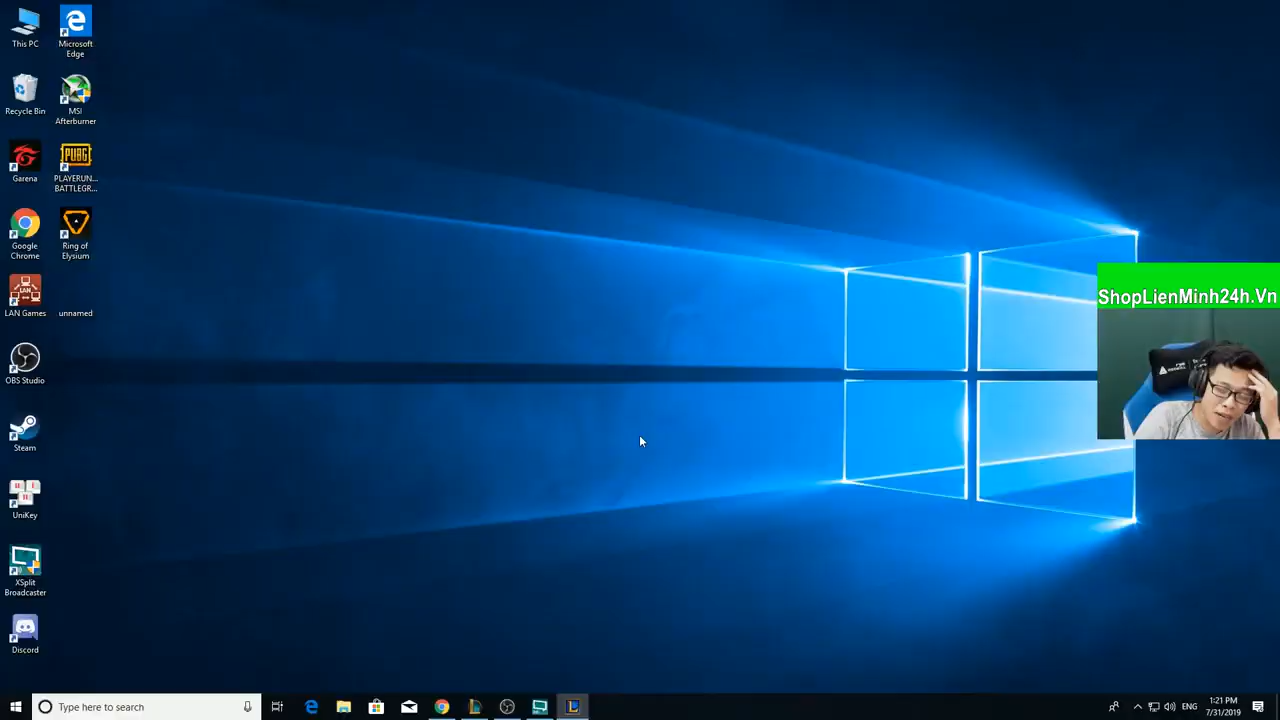 This PC
Microsoft
Edge
Recycle Bin
MSI
Afterburner
Garena
PUBG
PLAYERUN...
BATTLEGR...
Google
Chrome
Ring of
Elysium
LAN
LAN Games
unnamed
OBS Studio
Steam
UniKey
XSplit
Broadcaster
Discord
ShopLienMinh24h.Vn
Type here to search
ENG
1:21 PM
7/31/2019